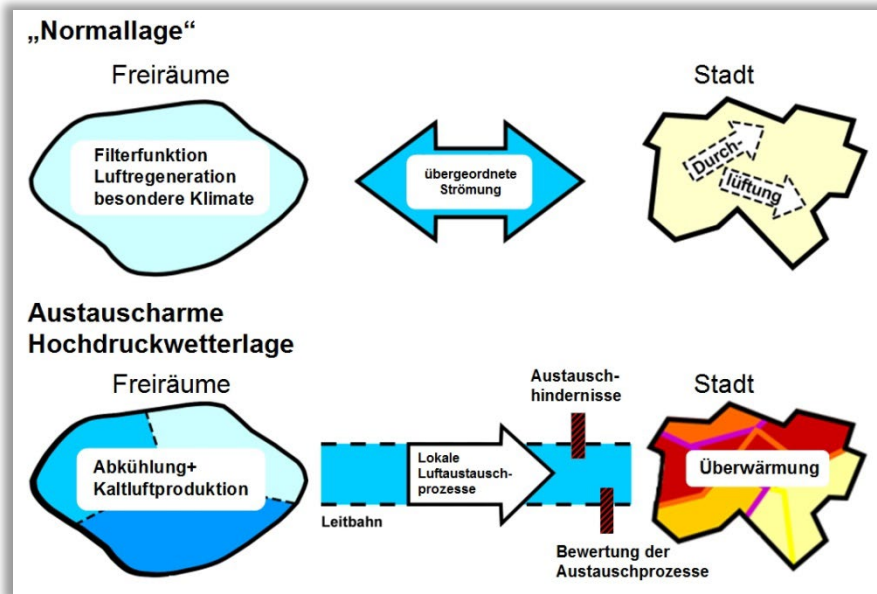 „Normallage“
Freiräume
Stadt
Filterfunktion
Luftregeneration
besondere Klimate
übergeordnete
Strömung
Durch-
lüftung
Austauscharme
Hochdruckwetterlage
Freiräume
Austausch-
hindernisse
Stadt
Abkühlung+
Kaltluftproduktion
Lokale
Luftaustausch-
prozesse
Überwärmung
Leitbahn
Bewertung der
Austauschprozesse